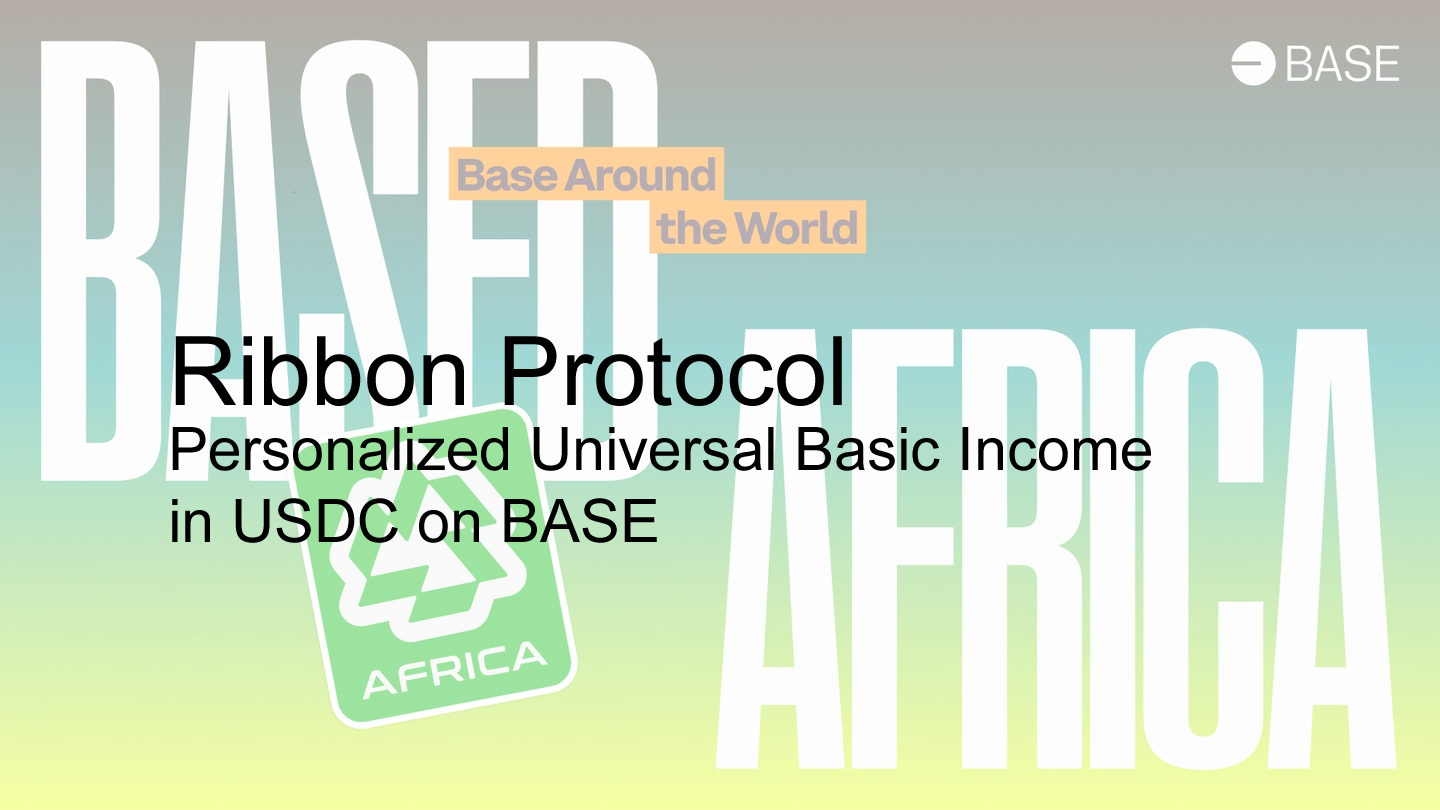 BASED
BASE
Base Around
the World
AFRICA
Ribbon Protocol
Personalized Universal Basic Income
in USDC on BASE
AFRICA